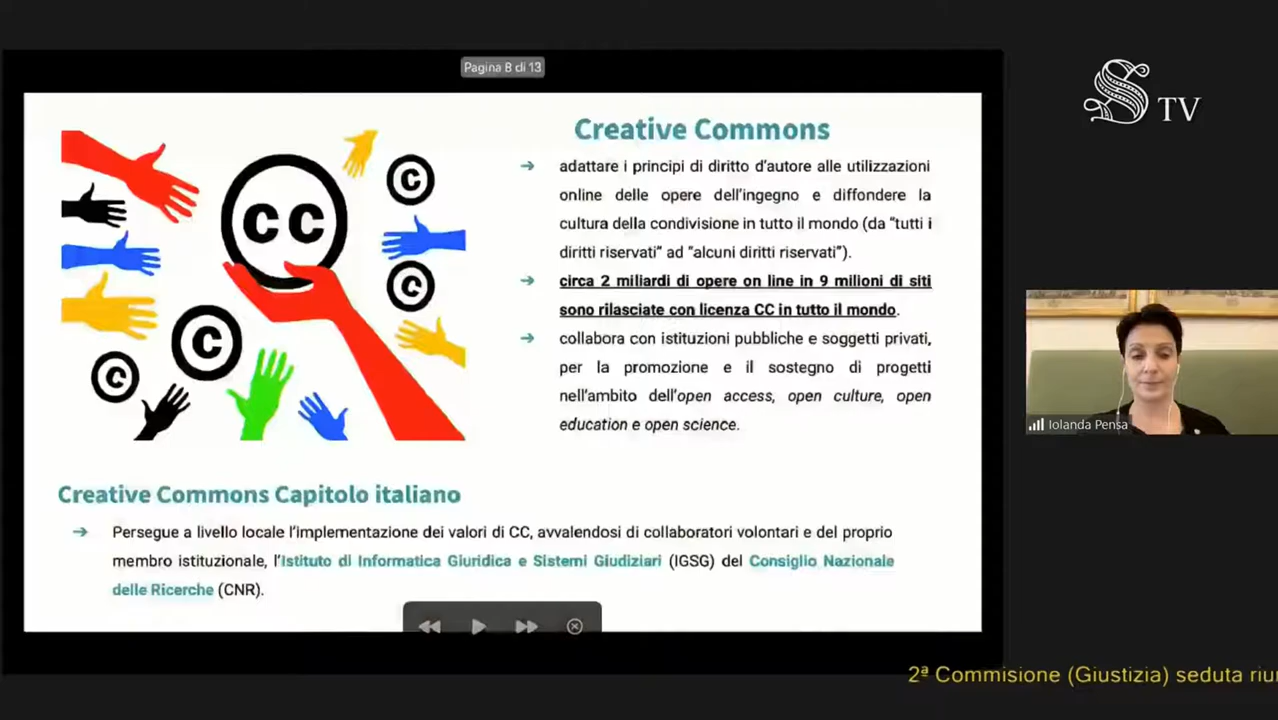 Pagina 8 di 13
S TV
Creative Commons
→ adattare i principi di diritto d'autore alle utilizzazioni
online delle opere dell'ingegno e diffondere la
cultura della condivisione in tutto il mondo (da “tutti i
diritti riservati” ad “alcuni diritti riservati”).
→ circa 2 miliardi di opere on line in 9 milioni di siti
sono rilasciate con licenza CC in tutto il mondo.
→ collabora con istituzioni pubbliche e soggetti privati,
per la promozione e il sostegno di progetti
nell'ambito dell'open access, open culture, open
education e open science.
cc
C
C
C
C
Iolanda Pensa
Creative Commons Capitolo italiano
→ Persegue a livello locale l'implementazione dei valori di CC, avvalendosi di collaboratori volontari e del proprio
membro istituzionale, l'Istituto di Informatica Giuridica e Sistemi Giudiziari (IGSG) del Consiglio Nazionale
delle Ricerche (CNR).
2ª Commisione (Giustizia) seduta riun